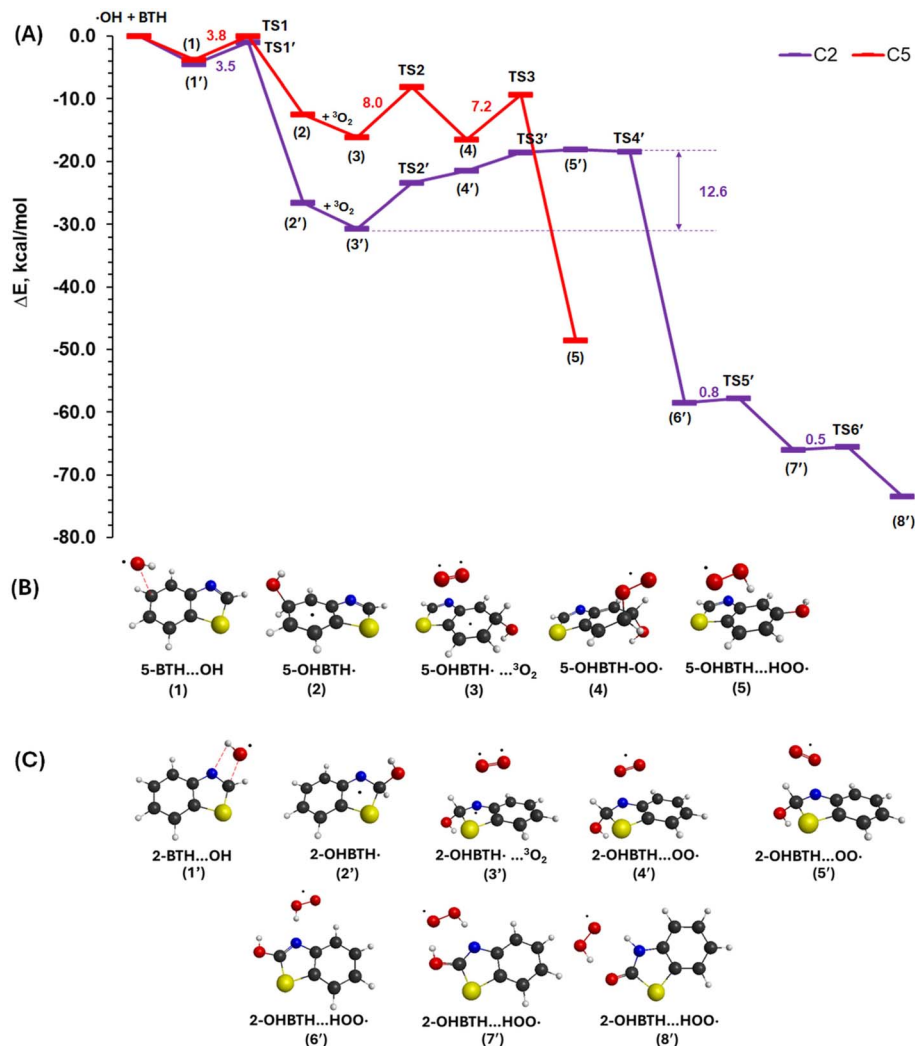 (A)
·OH + BTH
0.0
-10.0
-20.0
-30.0
-40.0
-50.0
-60.0
-70.0
-80.0
ΔE, kcal/mol
C2
C5
(1)
3.8
TS1
TS1′
(1′)
3.5
(2)
+ ³O₂
(3)
8.0
TS2
(4)
7.2
TS3
(5)
(2′)
+ ³O₂
(3′)
TS2′
(4′)
TS3′
(5′)
TS4′
12.6
(6′)
0.8
TS5′
(7′)
0.5
TS6′
(8′)
(B)
5-BTH...OH
(1)
5-OHBTH·
(2)
5-OHBTH· ...³O₂
(3)
5-OHBTH-OO·
(4)
5-OHBTH...HOO·
(5)
(C)
2-BTH...OH
(1′)
2-OHBTH·
(2′)
2-OHBTH· ...³O₂
(3′)
2-OHBTH...OO·
(4′)
2-OHBTH...OO·
(5′)
2-OHBTH...HOO·
(6′)
2-OHBTH...HOO·
(7′)
2-OHBTH...HOO·
(8′)